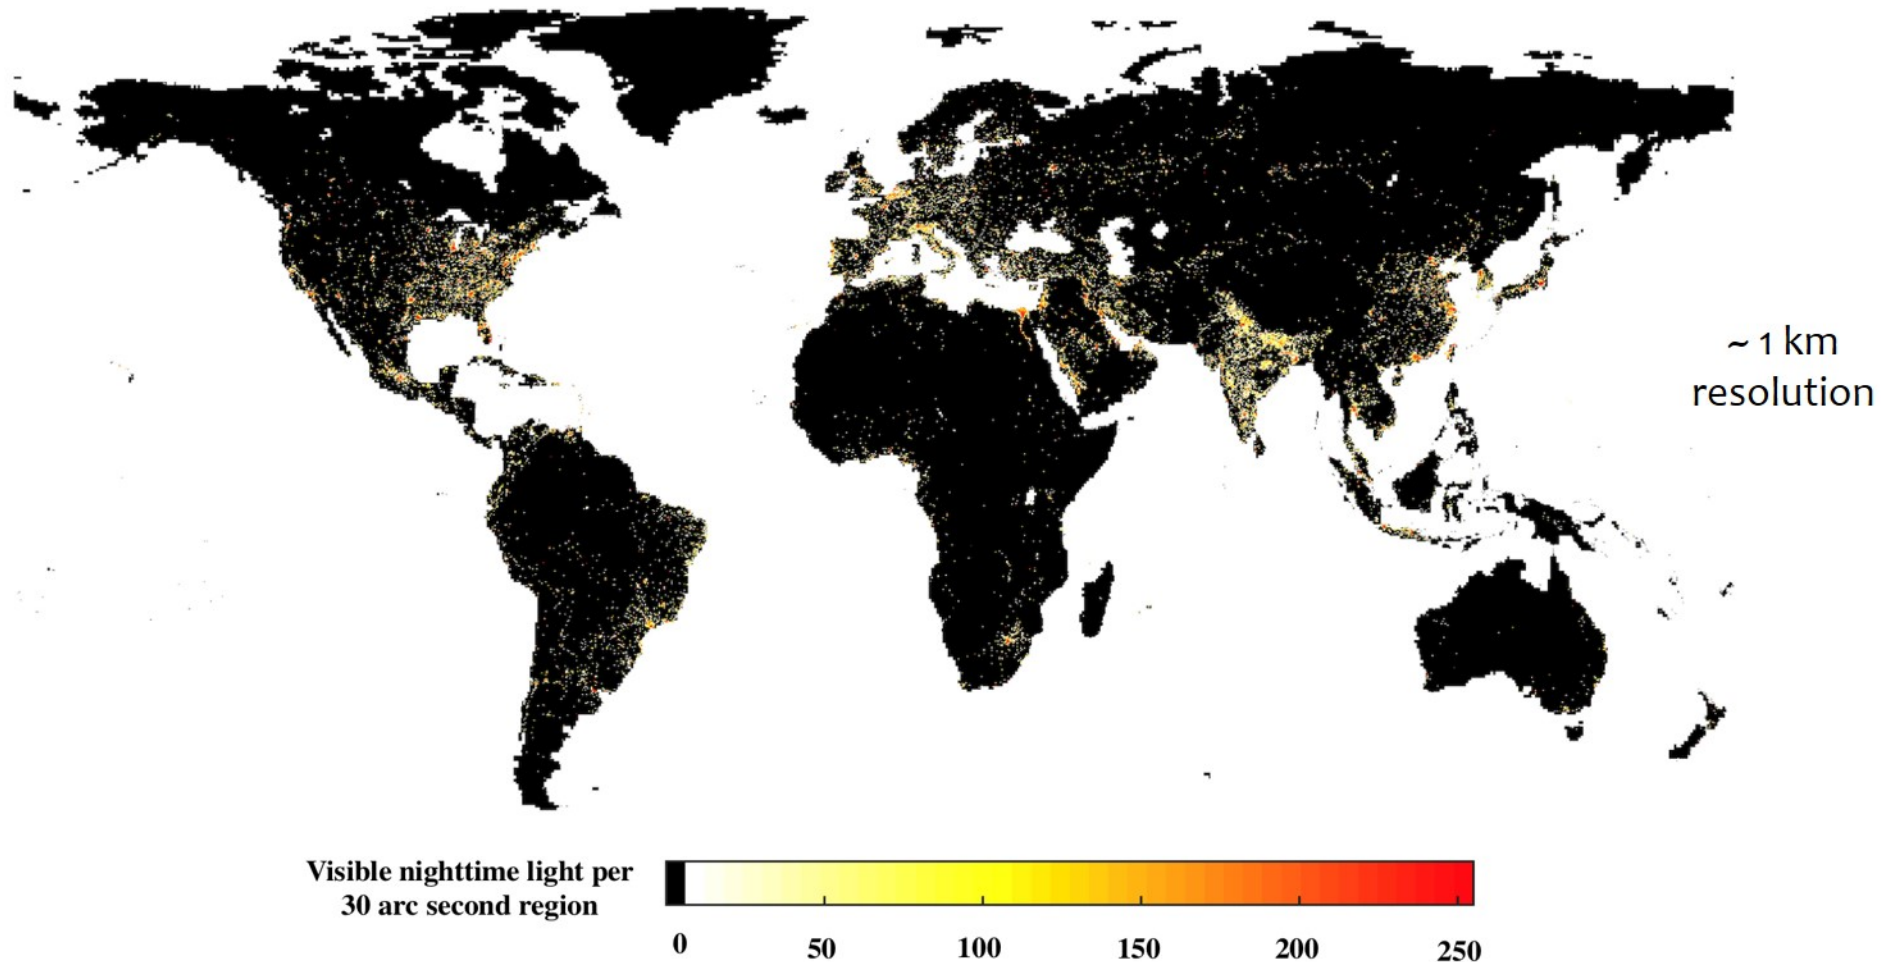 ~ 1 km
resolution
Visible nighttime light per
30 arc second region
0 50 100 150 200 250